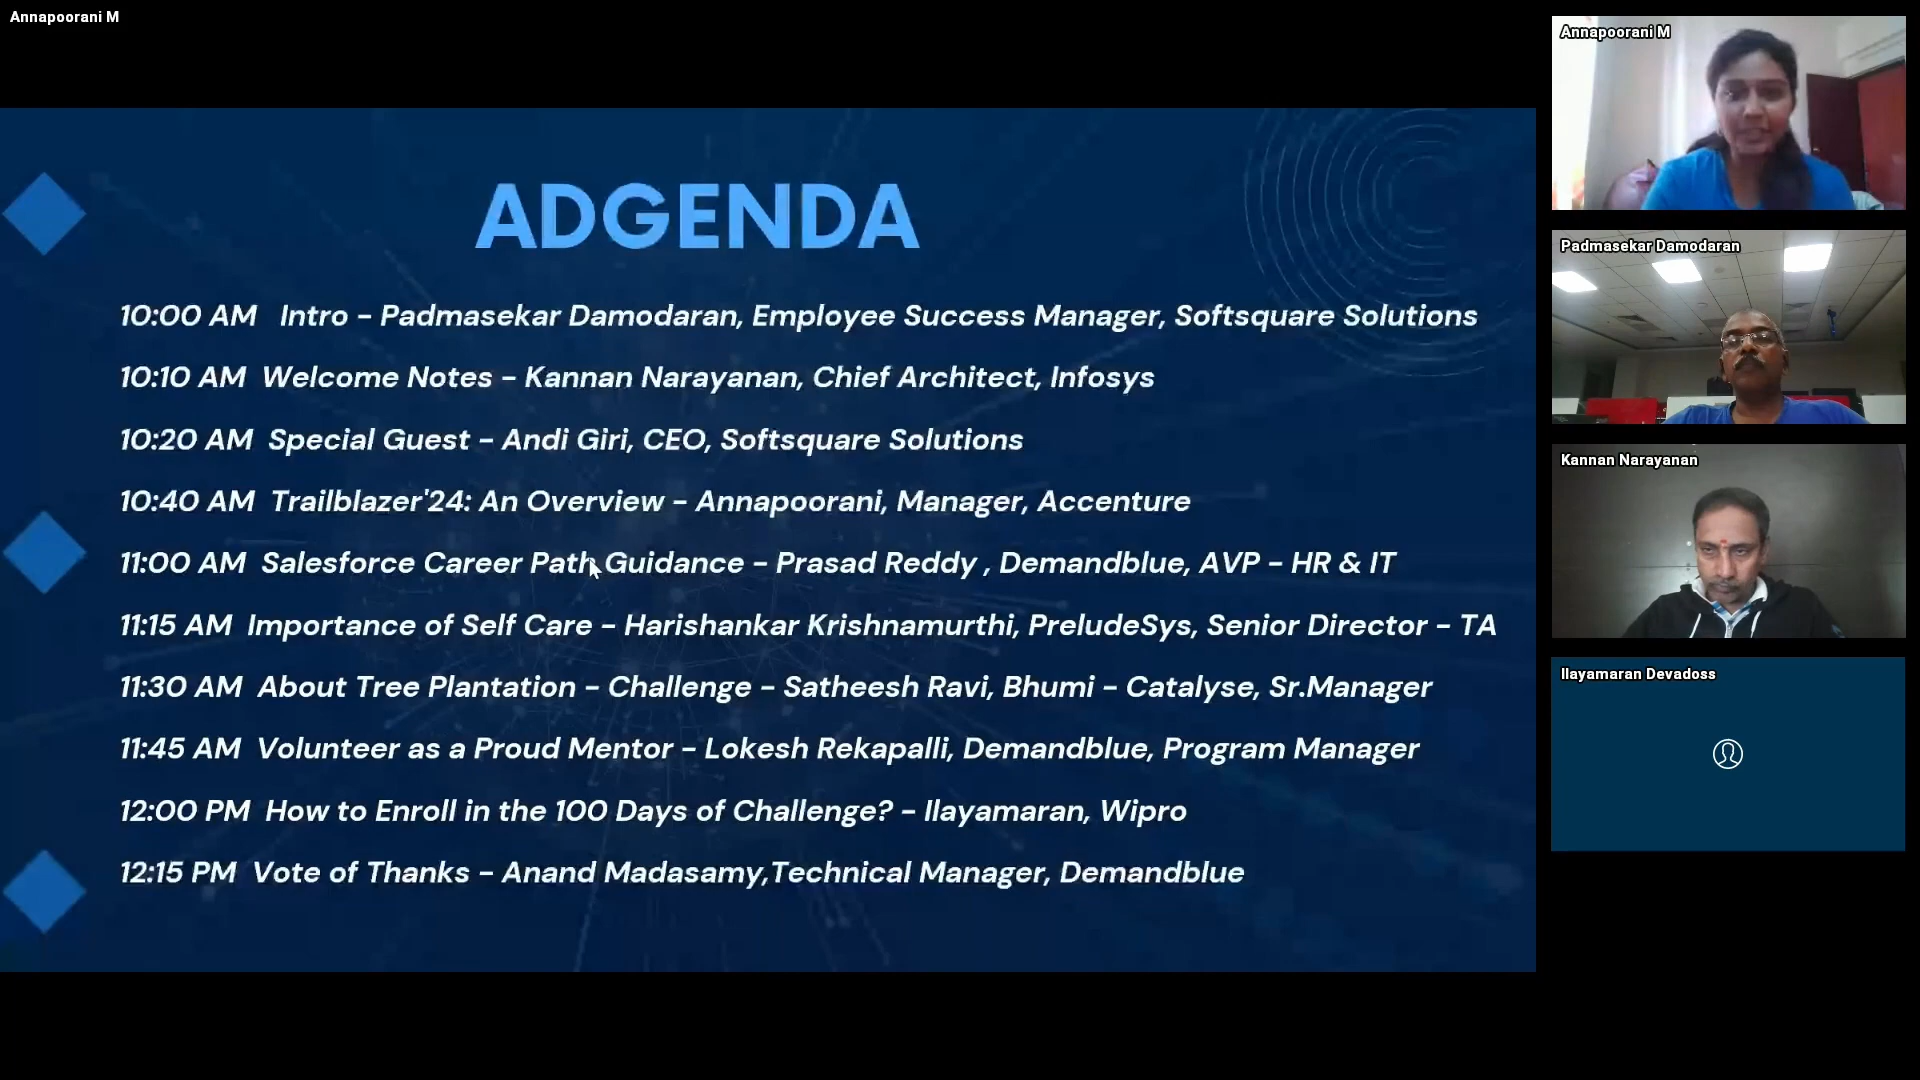 Annapoorani M
ADGENDA
10:00 AM Intro - Padmasekar Damodaran, Employee Success Manager, Softsquare Solutions
10:10 AM Welcome Notes - Kannan Narayanan, Chief Architect, Infosys
10:20 AM Special Guest - Andi Giri, CEO, Softsquare Solutions
10:40 AM Trailblazer'24: An Overview - Annapoorani, Manager, Accenture
11:00 AM Salesforce Career Path Guidance - Prasad Reddy , Demandblue, AVP - HR & IT
11:15 AM Importance of Self Care - Harishankar Krishnamurthi, PreludeSys, Senior Director - TA
11:30 AM About Tree Plantation - Challenge - Satheesh Ravi, Bhumi - Catalyse, Sr.Manager
11:45 AM Volunteer as a Proud Mentor - Lokesh Rekapalli, Demandblue, Program Manager
12:00 PM How to Enroll in the 100 Days of Challenge? - Ilayamaran, Wipro
12:15 PM Vote of Thanks - Anand Madasamy,Technical Manager, Demandblue
Annapoorani M
Padmasekar Damodaran
Kannan Narayanan
Ilayamaran Devadoss